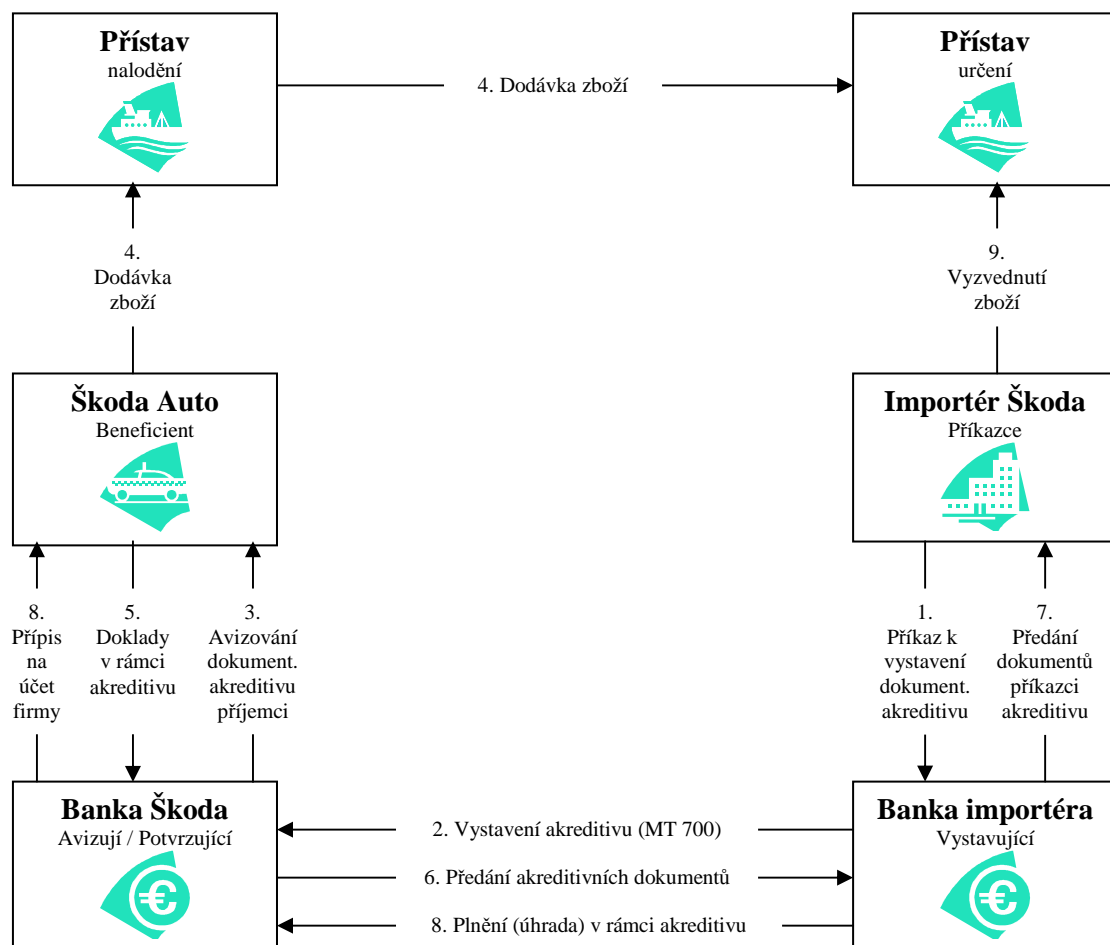 Přístav
nalodění
4. Dodávka zboží
Přístav
určení
4.
Dodávka
zboží
9.
Vyzvednutí
zboží
Škoda Auto
Beneficient
Importér Škoda
Příkazce
8.
Přípis
na
účet
firmy
5.
Doklady
v rámci
akreditivu
3.
Avizování
dokument.
akreditivu
příjemci
1.
Příkaz k
vystavení
dokument.
akreditivu
7.
Předání
dokumentů
příkazci
akreditivu
Banka Škoda
Avizují / Potvrzující
2. Vystavení akreditivu (MT 700)
6. Předání akreditivních dokumentů
8. Plnění (úhrada) v rámci akreditivu
Banka importéra
Vystavující